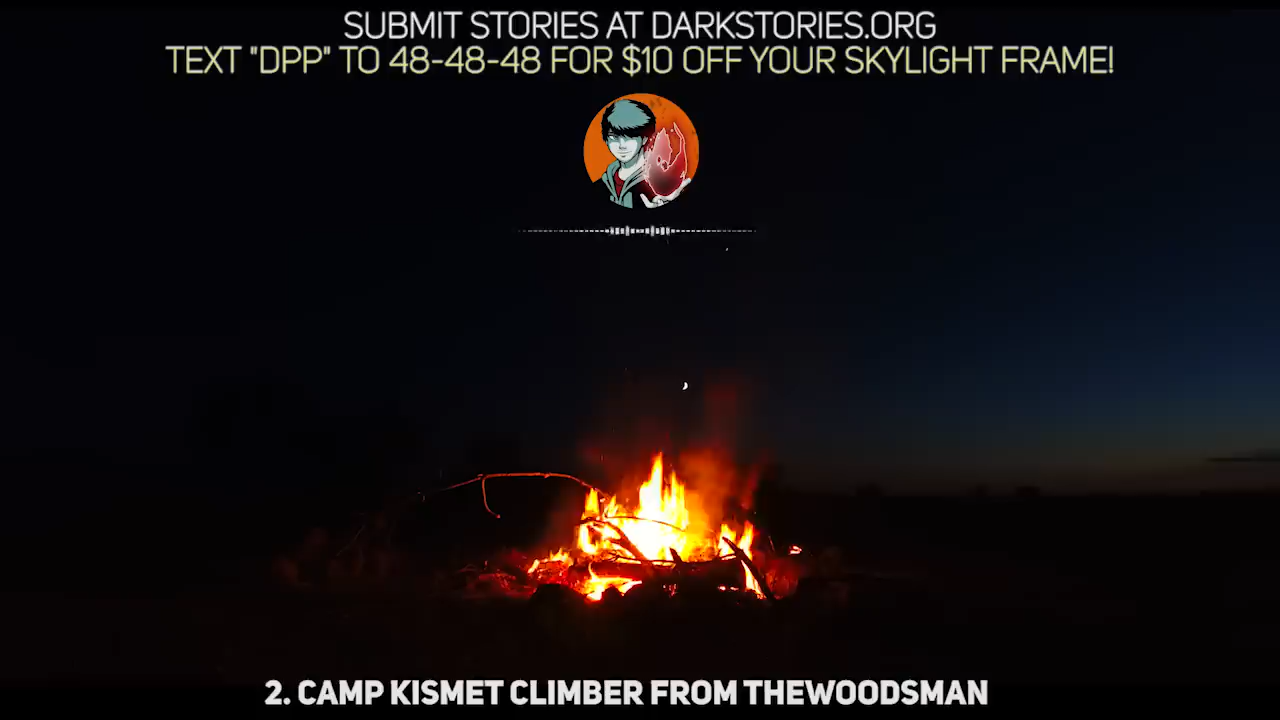 SUBMIT STORIES AT DARKSTORIES.ORG
TEXT "DPP" TO 48-48-48 FOR $10 OFF YOUR SKYLIGHT FRAME!
2. CAMP KISMET CLIMBER FROM THEWOODSMAN